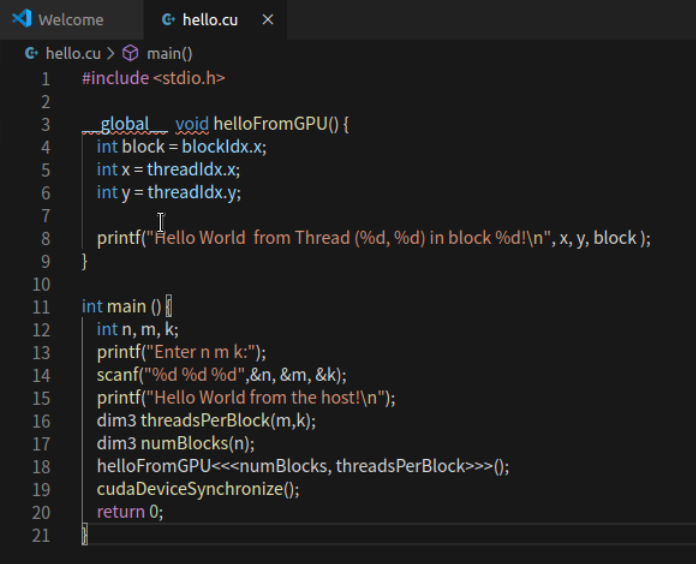 Welcome hello.cu
hello.cu > main()
1 #include <stdio.h>
2
3 __global__ void helloFromGPU() {
4 int block = blockIdx.x;
5 int x = threadIdx.x;
6 int y = threadIdx.y;
7
8 printf("Hello World  from Thread (%d, %d) in block %d!\n", x, y, block );
9 }
10
11 int main () {
12 int n, m, k;
13 printf("Enter n m k:");
14 scanf("%d %d %d",&n, &m, &k);
15 printf("Hello World from the host!\n");
16 dim3 threadsPerBlock(m,k);
17 dim3 numBlocks(n);
18 helloFromGPU<<<numBlocks, threadsPerBlock>>>();
19 cudaDeviceSynchronize();
20 return 0;
21 }